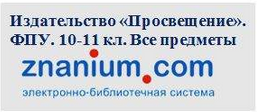 Издательство «Просвещение».
ФПУ. 10-11 кл. Все предметы
znanium.com
электронно-библиотечная система